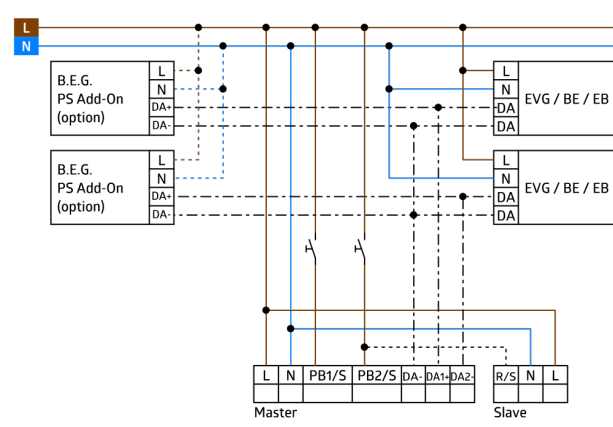 L
N
B.E.G.
PS Add-On
(option)
L
N
DA+
DA-
L
N
DA
DA
EVG / BE / EB
B.E.G.
PS Add-On
(option)
L
N
DA+
DA-
L
N
DA
DA
EVG / BE / EB
L N PB1/S PB2/S DA- DA1+ DA2- R/S N L
Master Slave